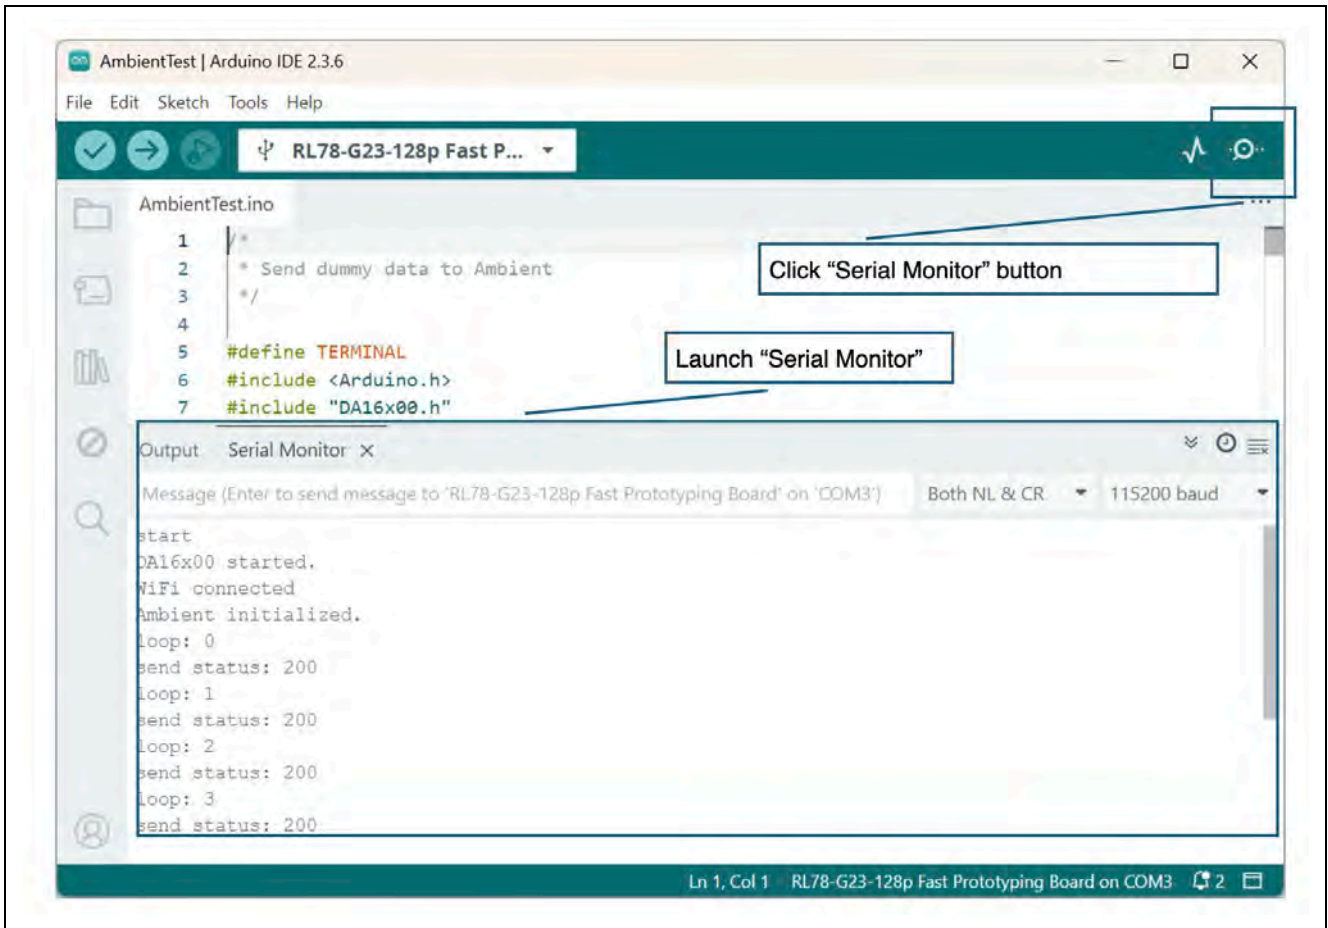 AmbientTest | Arduino IDE 2.3.6
File Edit Sketch Tools Help
RL78-G23-128p Fast P...
AmbientTest.ino
1 /*
2 * Send dummy data to Ambient
3 */
4
5 #define TERMINAL
6 #include <Arduino.h>
7 #include "DA16x00.h"
Click “Serial Monitor” button
Launch “Serial Monitor”
Output Serial Monitor ×
Message (Enter to send message to 'RL78-G23-128p Fast Prototyping Board' on 'COM3') Both NL & CR 115200 baud
start
DA16x00 started.
WiFi connected
Ambient initialized.
loop: 0
send status: 200
loop: 1
send status: 200
loop: 2
send status: 200
loop: 3
send status: 200
Ln 1, Col 1 RL78-G23-128p Fast Prototyping Board on COM3 2